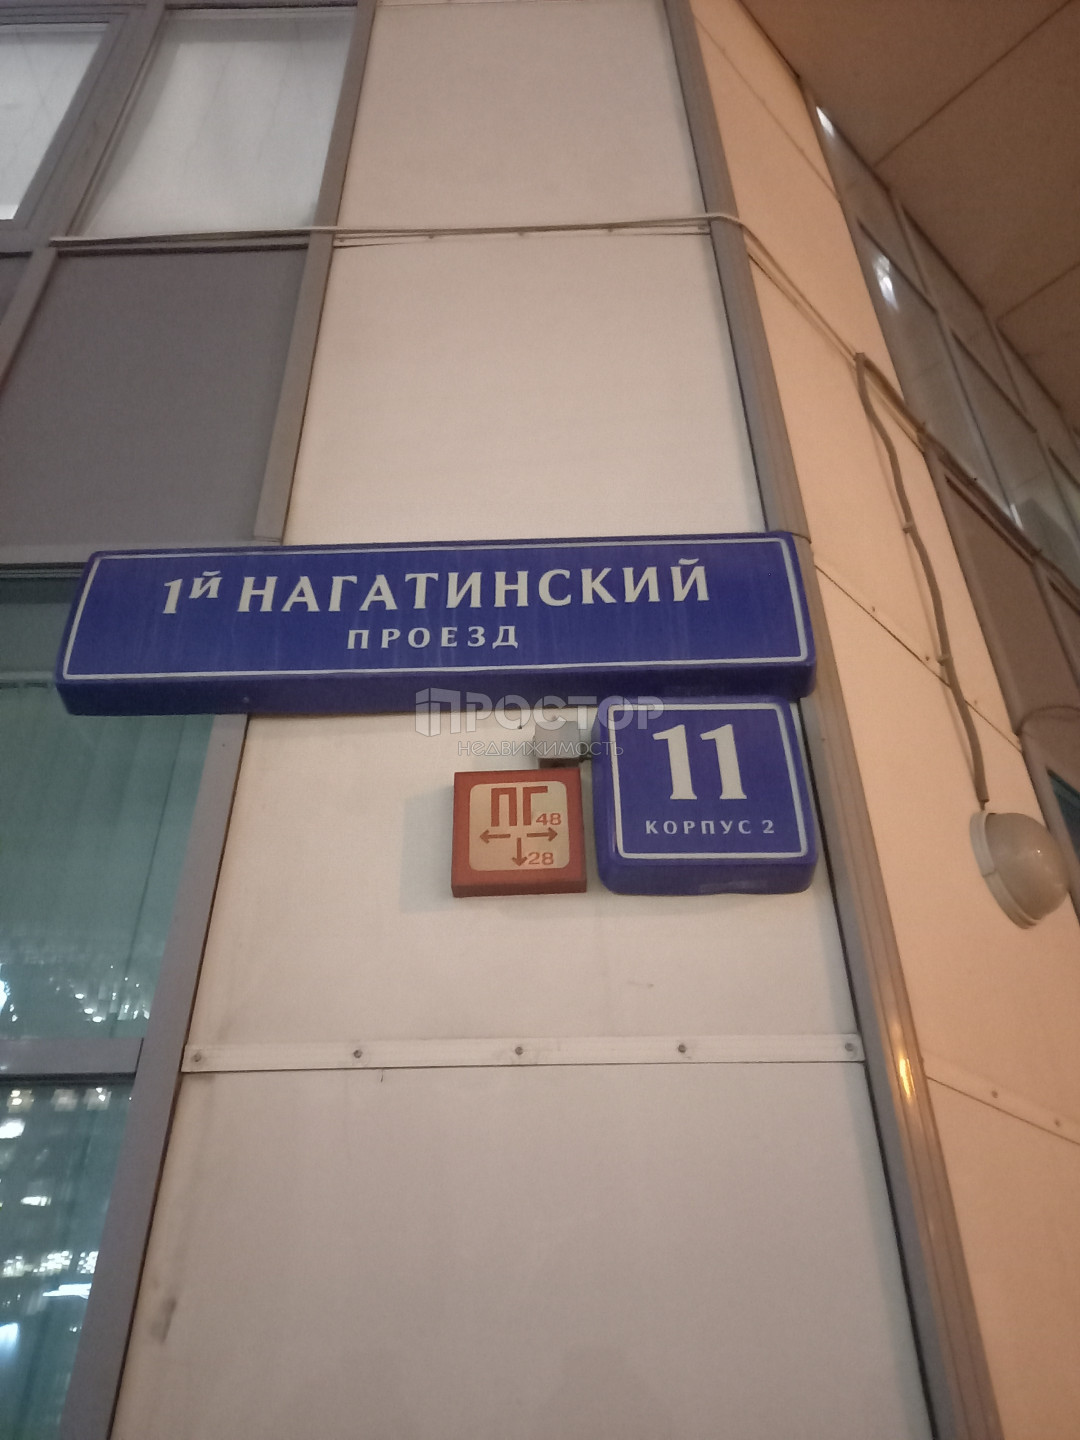 1й НАГАТИНСКИЙ
ПРОЕЗД
ПРОСТОР
недвижимость
11
КОРПУС 2
ПГ
48
28